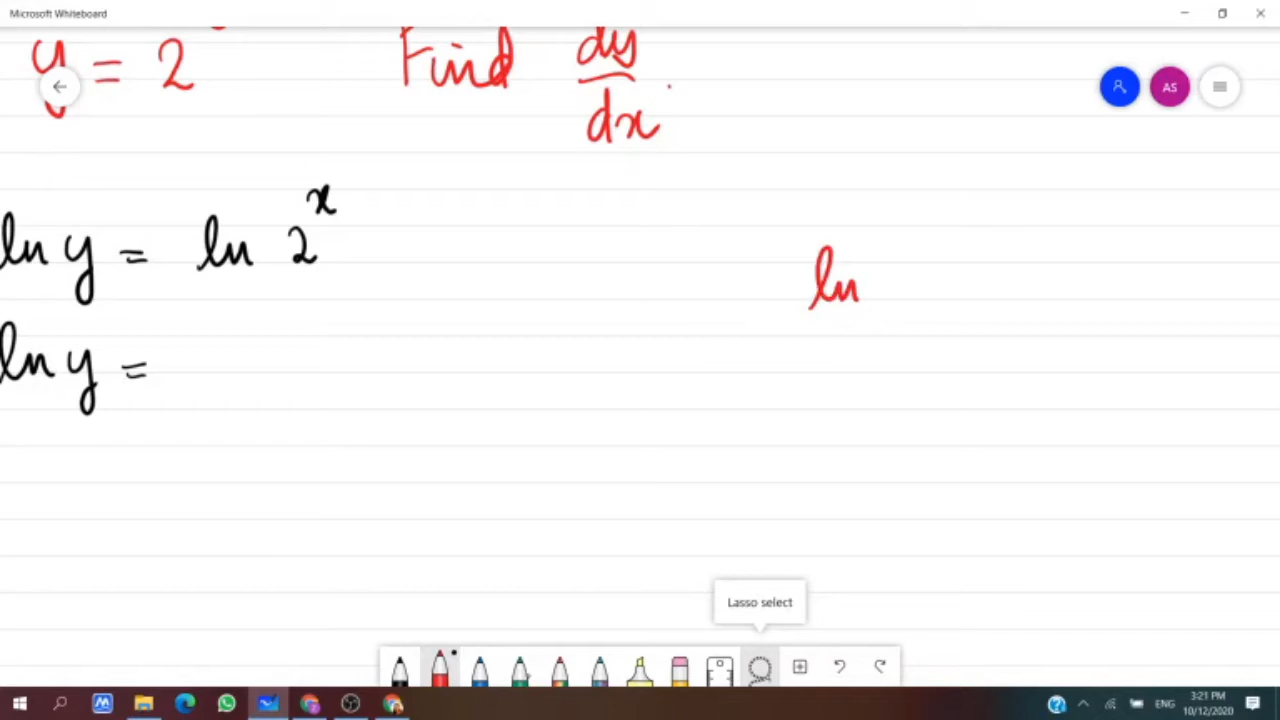 Microsoft Whiteboard
y = 2 Find dy/dx.
AS
ln y = ln 2^x
ln
ln y =
Lasso select
ENG
3:21 PM
10/12/2020